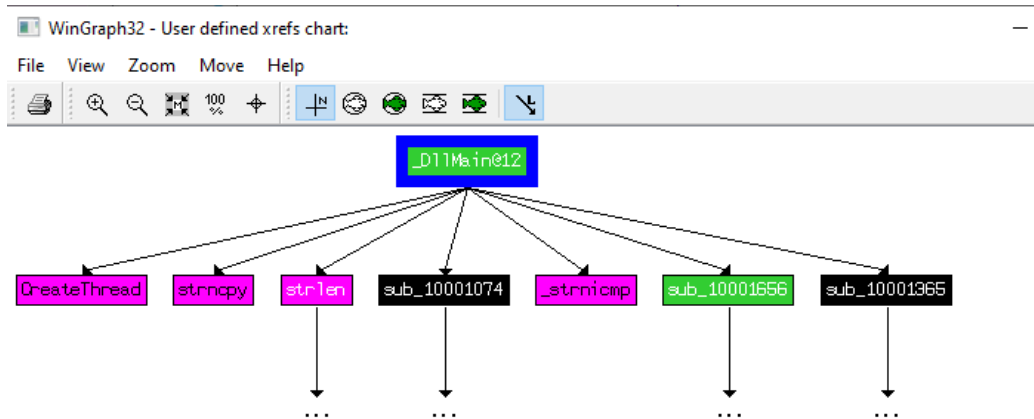 WinGraph32 - User defined xrefs chart:
File View Zoom Move Help
N M 100 %
_DllMain@12
CreateThread strncpy strlen sub_10001074 _strnicmp sub_10001656 sub_10001365
... ... ... ...